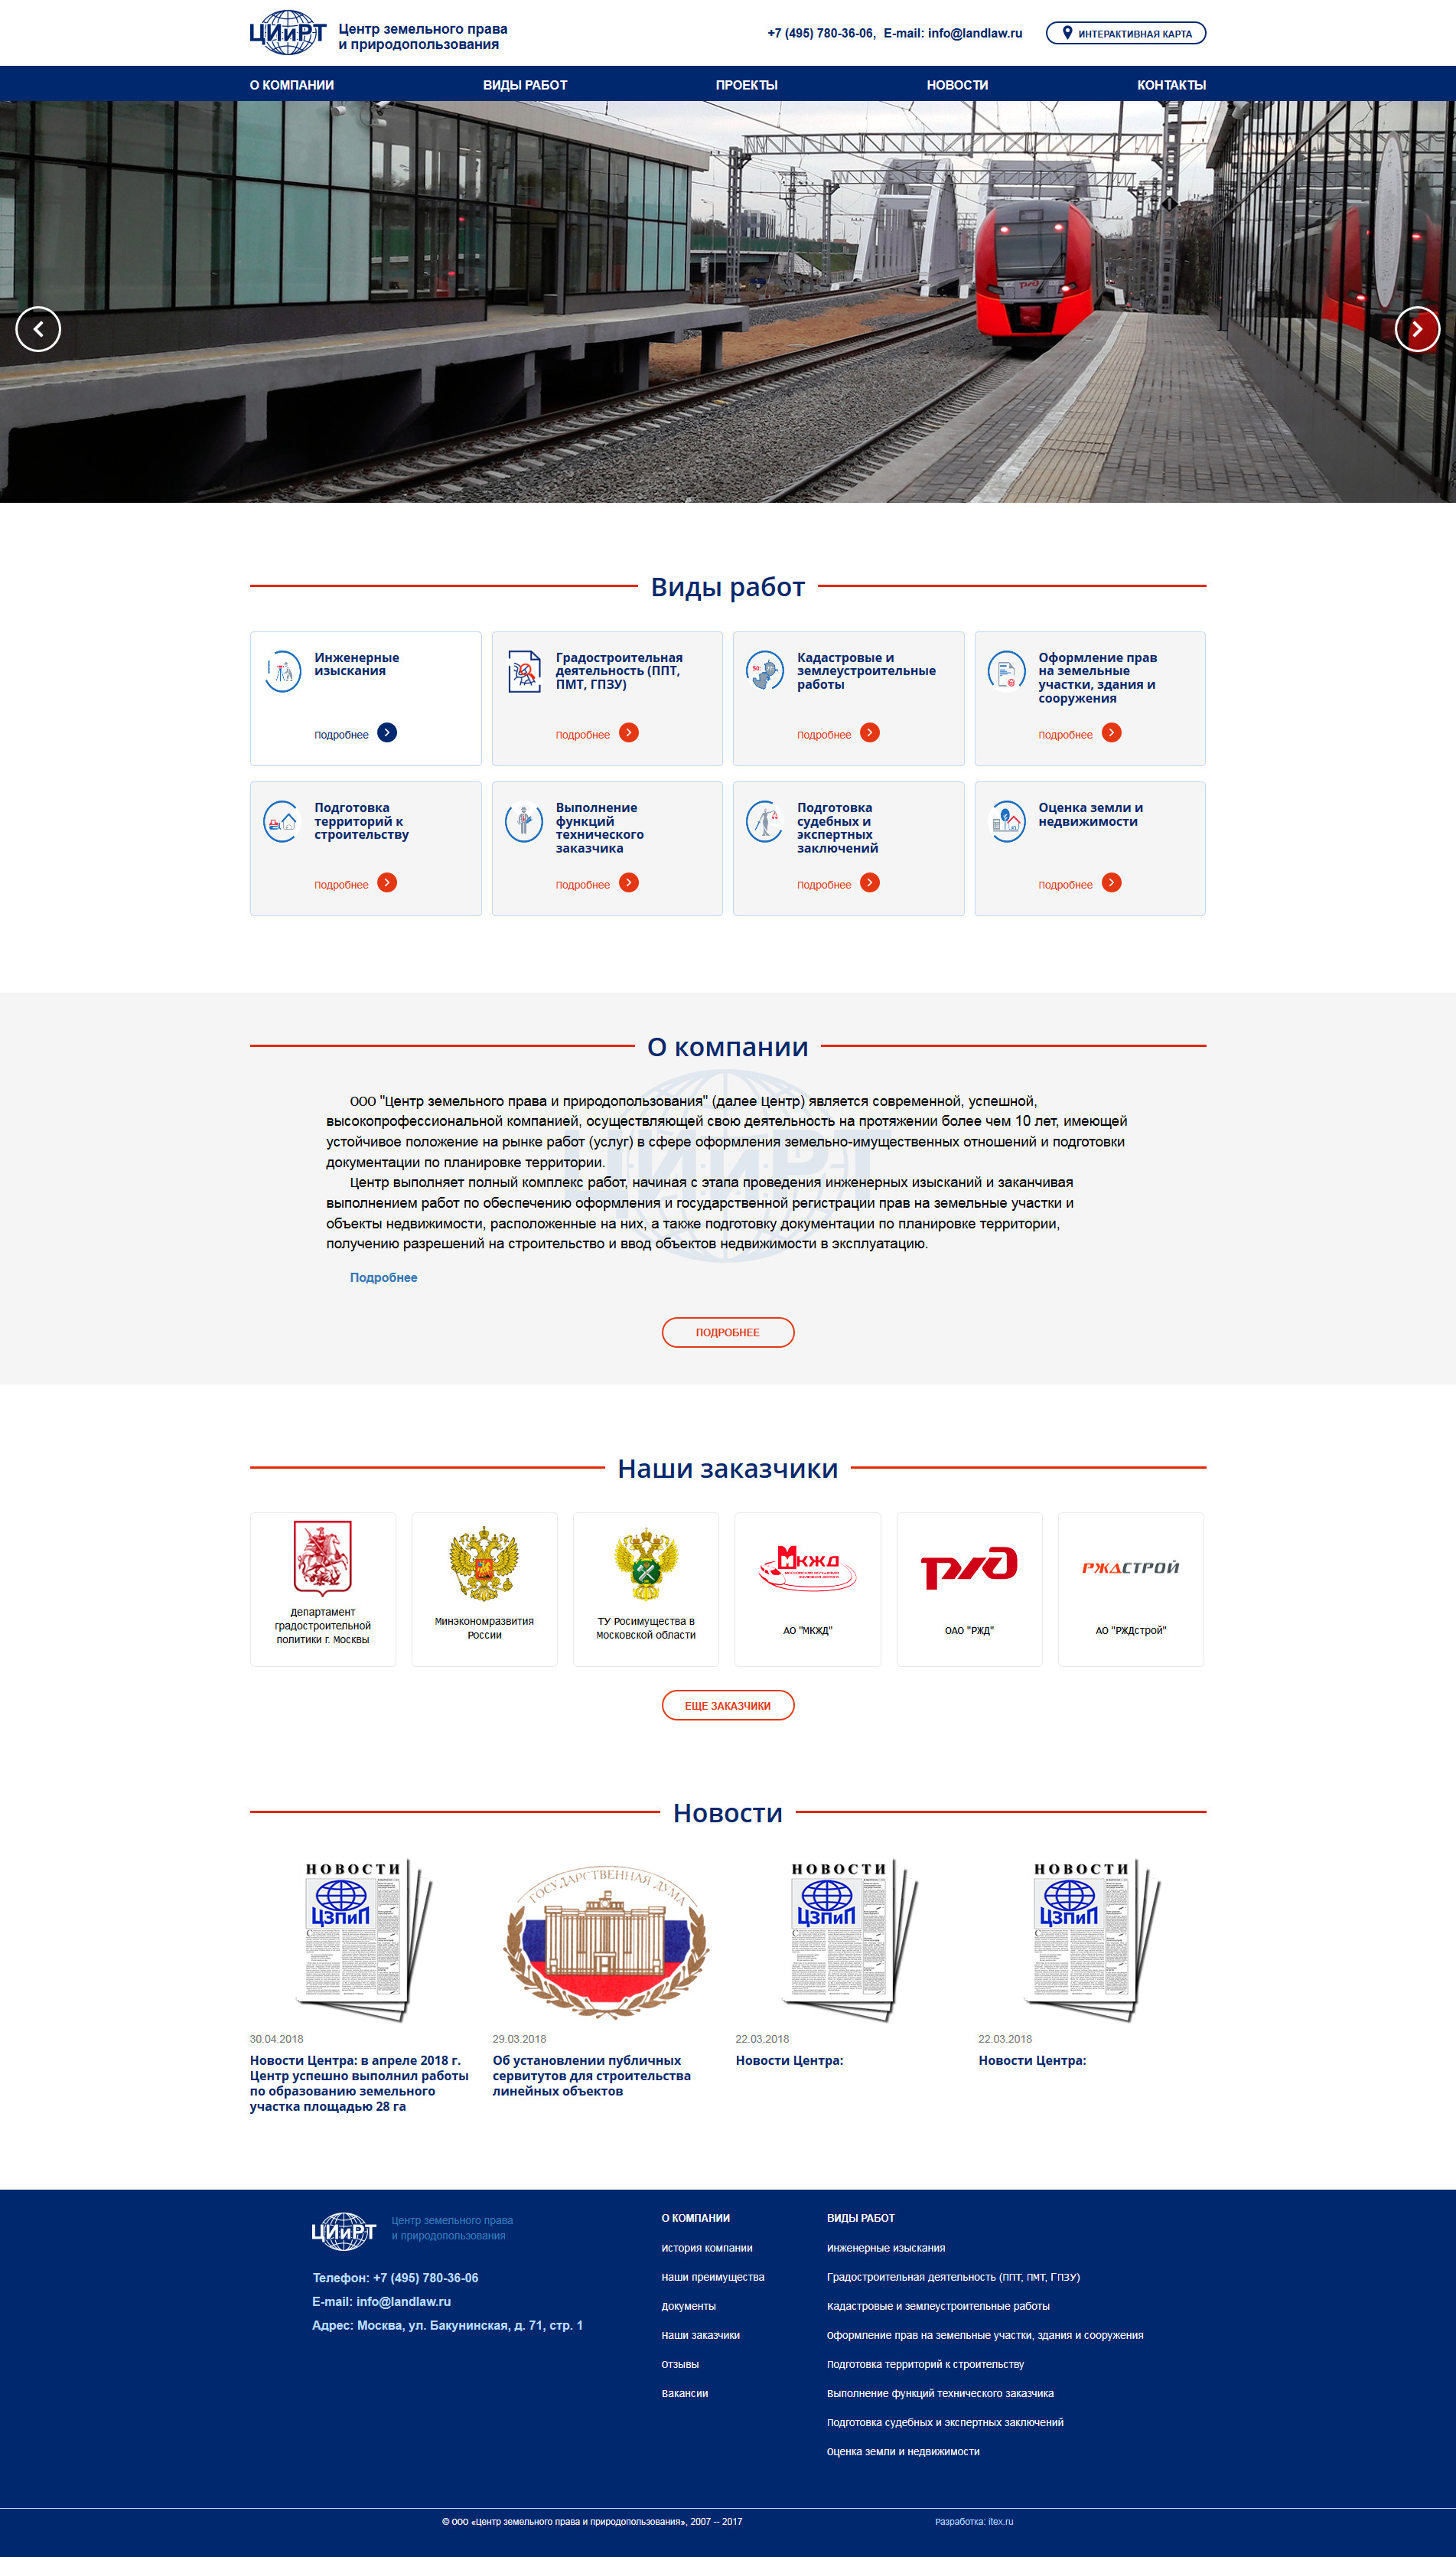 ЦИиРТ
Центр земельного права
и природопользования
+7 (495) 780-36-06, E-mail: info@landlaw.ru
ИНТЕРАКТИВНАЯ КАРТА
О КОМПАНИИ
ВИДЫ РАБОТ
ПРОЕКТЫ
НОВОСТИ
КОНТАКТЫ
Виды работ
Инженерные
изыскания
Подробнее
Градостроительная
деятельность (ППТ,
ПМТ, ГПЗУ)
Подробнее
Кадастровые и
землеустроительные
работы
Подробнее
Оформление прав
на земельные
участки, здания и
сооружения
Подробнее
Подготовка
территорий к
строительству
Подробнее
Выполнение
функций
технического
заказчика
Подробнее
Подготовка
судебных и
экспертных
заключений
Подробнее
Оценка земли и
недвижимости
Подробнее
О компании
ЦИиРТ
ООО "Центр земельного права и природопользования" (далее Центр) является современной, успешной,
высокопрофессиональной компанией, осуществляющей свою деятельность на протяжении более чем 10 лет, имеющей
устойчивое положение на рынке работ (услуг) в сфере оформления земельно-имущественных отношений и подготовки
документации по планировке территории.
Центр выполняет полный комплекс работ, начиная с этапа проведения инженерных изысканий и заканчивая
выполнением работ по обеспечению оформления и государственной регистрации прав на земельные участки и
объекты недвижимости, расположенные на них, а также подготовку документации по планировке территории,
получению разрешений на строительство и ввод объектов недвижимости в эксплуатацию.
Подробнее
ПОДРОБНЕЕ
Наши заказчики
Департамент
градостроительной
политики г. Москвы
Минэкономразвития
России
ТУ Росимущества в
Московской области
МКЖД
АО "МКЖД"
РЖД
ОАО "РЖД"
РЖДСТРОЙ
АО "РЖДстрой"
ЕЩЕ ЗАКАЗЧИКИ
Новости
НОВОСТИ
ЦЗПиП
30.04.2018
Новости Центра: в апреле 2018 г.
Центр успешно выполнил работы
по образованию земельного
участка площадью 28 га
ГОСУДАРСТВЕННАЯ ДУМА
29.03.2018
Об установлении публичных
сервитутов для строительства
линейных объектов
НОВОСТИ
ЦЗПиП
22.03.2018
Новости Центра:
НОВОСТИ
ЦЗПиП
22.03.2018
Новости Центра:
ЦИиРТ
Центр земельного права
и природопользования
Телефон: +7 (495) 780-36-06
E-mail: info@landlaw.ru
Адрес: Москва, ул. Бакунинская, д. 71, стр. 1
О КОМПАНИИ
История компании
Наши преимущества
Документы
Наши заказчики
Отзывы
Вакансии
ВИДЫ РАБОТ
Инженерные изыскания
Градостроительная деятельность (ППТ, ПМТ, ГПЗУ)
Кадастровые и землеустроительные работы
Оформление прав на земельные участки, здания и сооружения
Подготовка территорий к строительству
Выполнение функций технического заказчика
Подготовка судебных и экспертных заключений
Оценка земли и недвижимости
© ООО «Центр земельного права и природопользования», 2007 -- 2017
Разработка: itex.ru